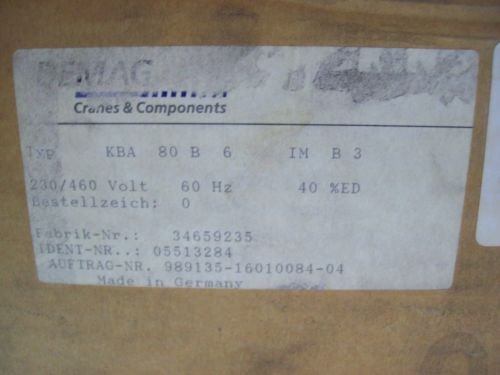 DEMAG
Cranes & Components
Typ KBA 80 B 6 IM B 3
230/460 Volt 60 Hz 40 %ED
Bestellzeich: 0
Fabrik-Nr.: 34659235
IDENT-NR..: 05513284
AUFTRAG-NR. 989135-16010084-04
Made in Germany